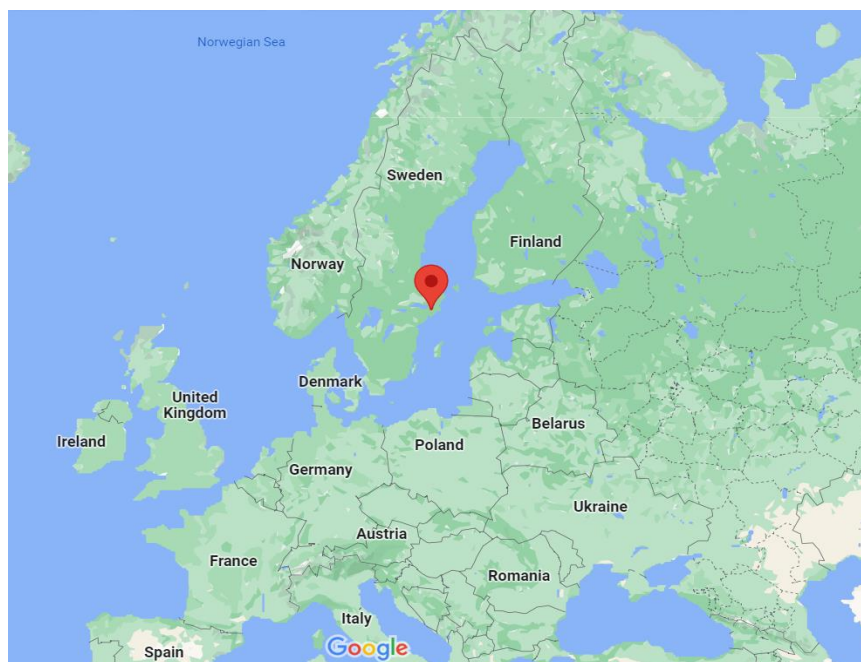 Norwegian Sea
Sweden
Finland
Norway
Denmark
United
Kingdom
Ireland
Belarus
Poland
Germany
Ukraine
Austria
France
Romania
Italy
Google
Spain